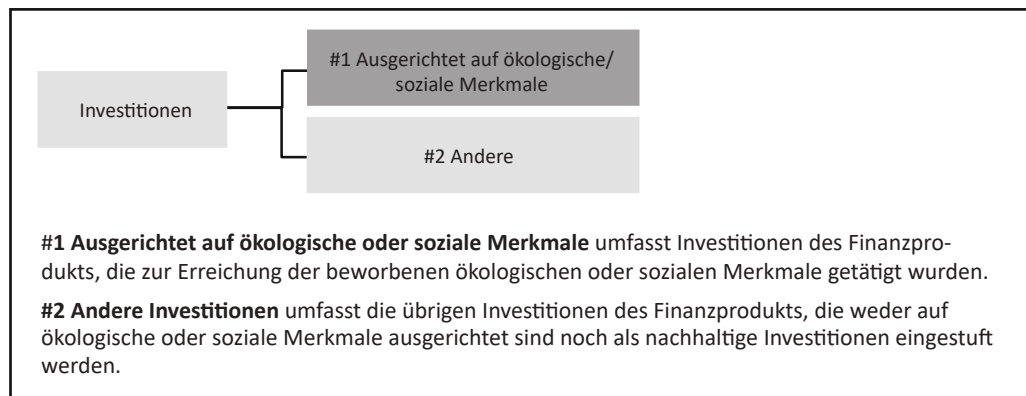 #1 Ausgerichtet auf ökologische/
soziale Merkmale
Investitionen
#2 Andere
#1 Ausgerichtet auf ökologische oder soziale Merkmale umfasst Investitionen des Finanzpro-
dukts, die zur Erreichung der beworbenen ökologischen oder sozialen Merkmale getätigt wurden.
#2 Andere Investitionen umfasst die übrigen Investitionen des Finanzprodukts, die weder auf
ökologische oder soziale Merkmale ausgerichtet sind noch als nachhaltige Investitionen eingestuft
werden.